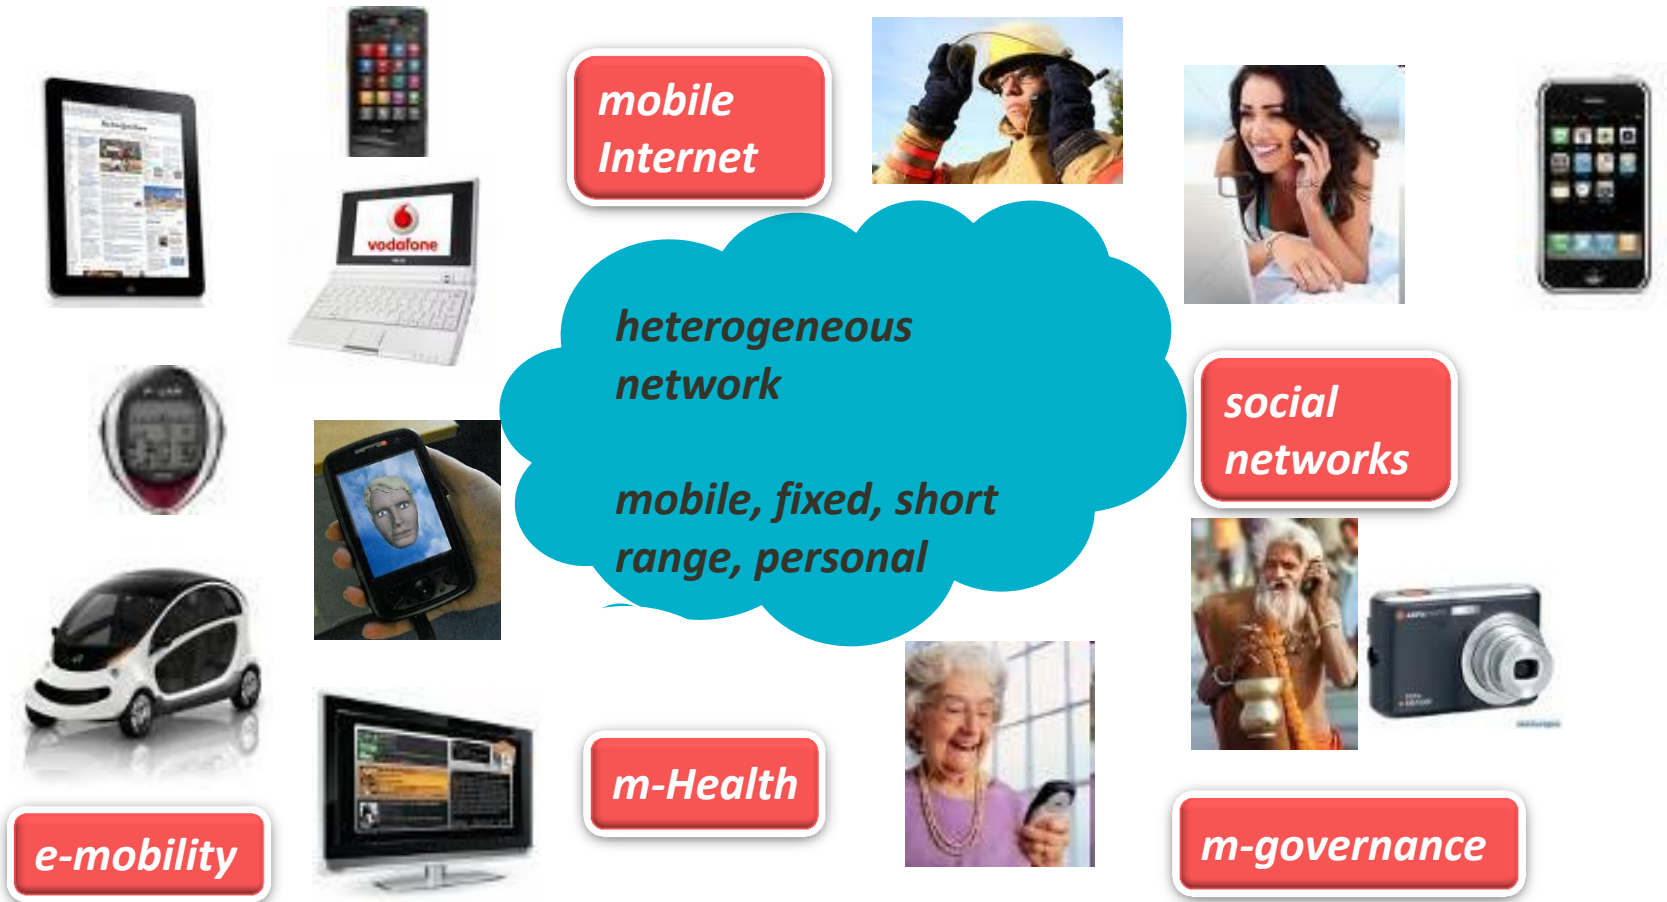 mobile
Internet
vodafone
heterogeneous
network
mobile, fixed, short
range, personal
social
networks
m-Health
e-mobility
m-governance